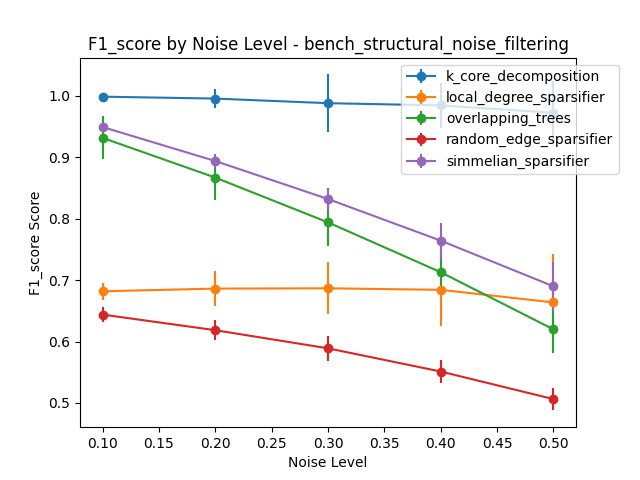 F1_score by Noise Level - bench_structural_noise_filtering
k_core_decomposition
local_degree_sparsifier
overlapping_trees
random_edge_sparsifier
simmelian_sparsifier
F1_score Score
1.0
0.9
0.8
0.7
0.6
0.5
0.10 0.15 0.20 0.25 0.30 0.35 0.40 0.45 0.50
Noise Level